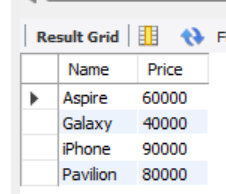 Result Grid F
Name Price
Aspire 60000
Galaxy 40000
iPhone 90000
Pavilion 80000